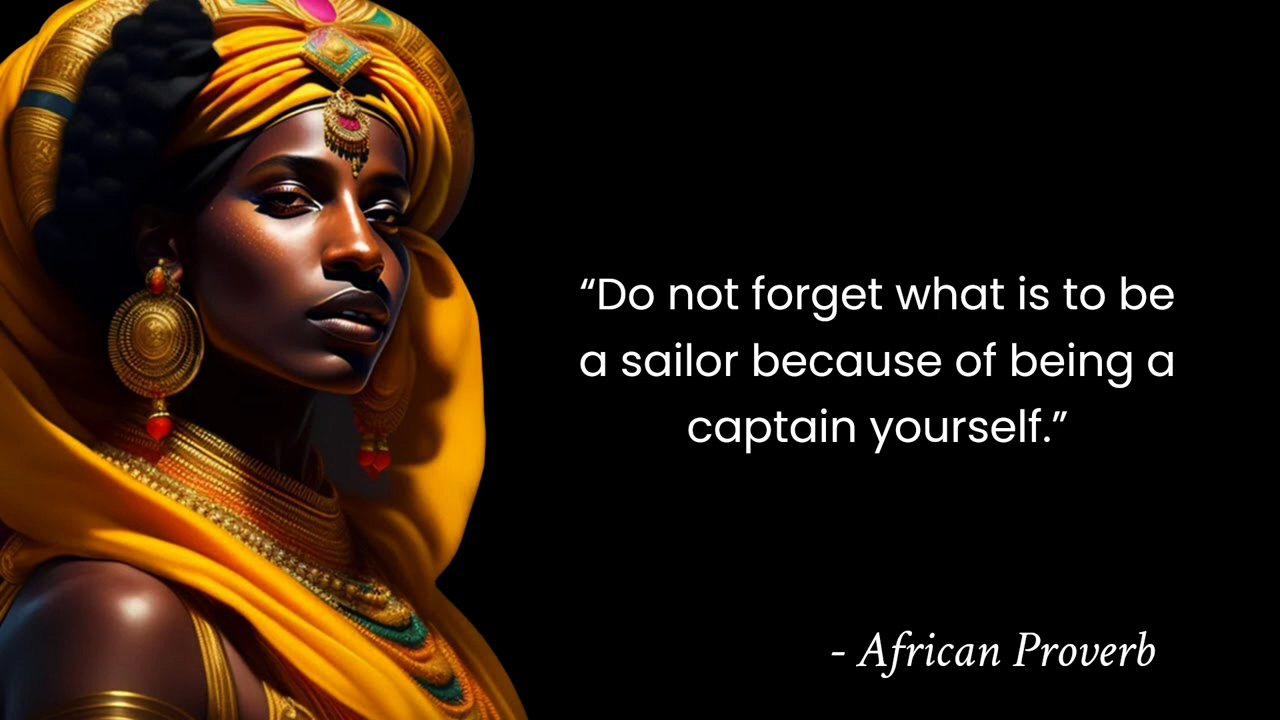 “Do not forget what is to be
a sailor because of being a
captain yourself.”
- African Proverb